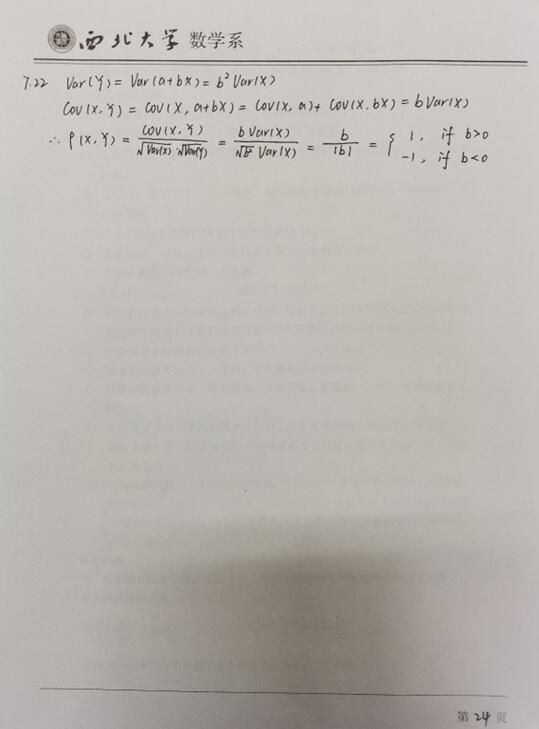 西北大学 数学系
7.22 Var(Y) = Var(a+bX) = b² Var(X)
Cov(X, Y) = Cov(X, a+bX) = Cov(X, a) + Cov(X, bX) = b Var(X)
∴ ρ(X, Y) = Cov(X, Y) / √Var(X) · √Var(Y) = b Var(X) / √b² Var(X) = b / |b| = { 1, if b>0
-1, if b<0
第 24 页